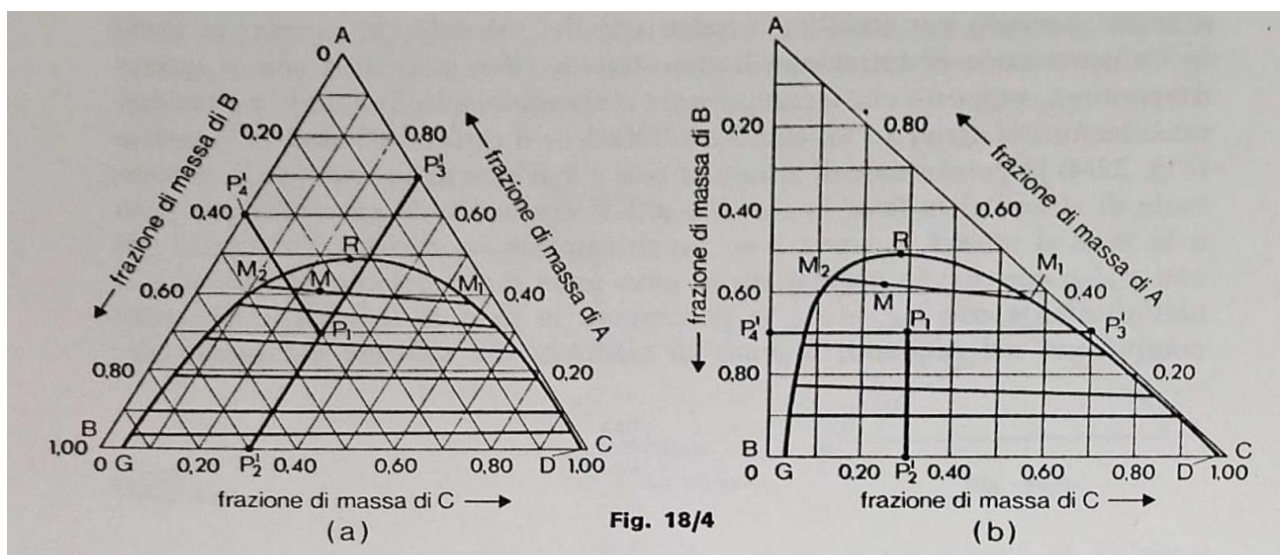 A
0
0,20
0,80
P'3
P'4
0,40
0,60
R
M2
M
M1
0,60
0,40
P1
0,80
0,20
B
1,00
C
0 G
0,20
P'2
0,40
0,60
0,80
D
1,00
← frazione di massa di B
← frazione di massa di A
frazione di massa di C →
(a)
A
0,20
0,80
0,40
0,60
R
M2
M
M1
0,60
0,40
P'4
P1
P'3
0,80
0,20
B
C
0 G
0,20
P'2
0,40
0,60
0,80
D
1,00
← frazione di massa di B
← frazione di massa di A
frazione di massa di C →
(b)
Fig. 18/4